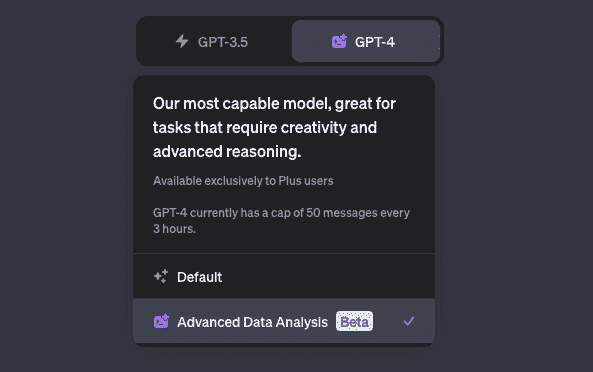 GPT-3.5
GPT-4
Our most capable model, great for
tasks that require creativity and
advanced reasoning.
Available exclusively to Plus users
GPT-4 currently has a cap of 50 messages every
3 hours.
Default
Advanced Data Analysis Beta